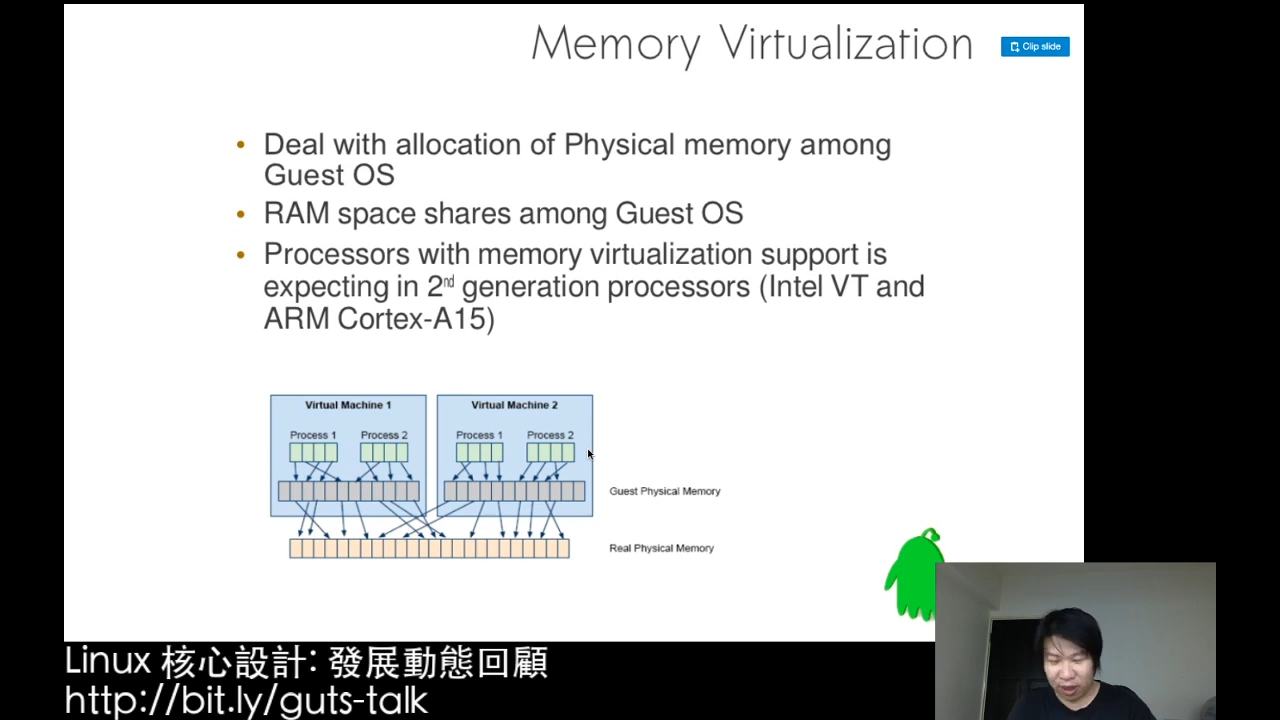 Memory Virtualization
Clip slide
• Deal with allocation of Physical memory among
Guest OS
• RAM space shares among Guest OS
• Processors with memory virtualization support is
expecting in 2nd generation processors (Intel VT and
ARM Cortex-A15)
Virtual Machine 1
Virtual Machine 2
Process 1
Process 2
Process 1
Process 2
Guest Physical Memory
Real Physical Memory
Linux 核心設計: 發展動態回顧
http://bit.ly/guts-talk